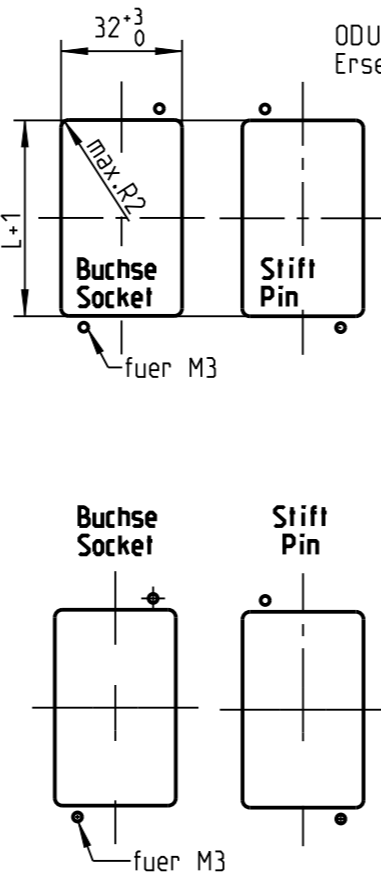 32 +3 0
ODU
Erse
max.R2
L+1
Buchse
Socket
Stift
Pin
fuer M3
Buchse
Socket
Stift
Pin
fuer M3